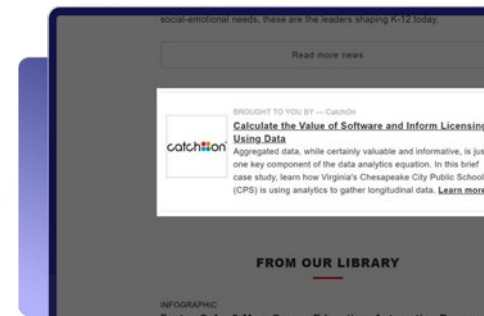 social-emotional needs, these are the leaders shaping K-12 today.
Read more news
BROUGHT TO YOU BY — CatchOn
catchon
Calculate the Value of Software and Inform Licensing
Using Data
Aggregated data, while certainly valuable and informative, is jus
one key component of the data analytics equation. In this brief
case study, learn how Virginia's Chesapeake City Public School
(CPS) is using analytics to gather longitudinal data. Learn more
FROM OUR LIBRARY
INFOGRAPHIC